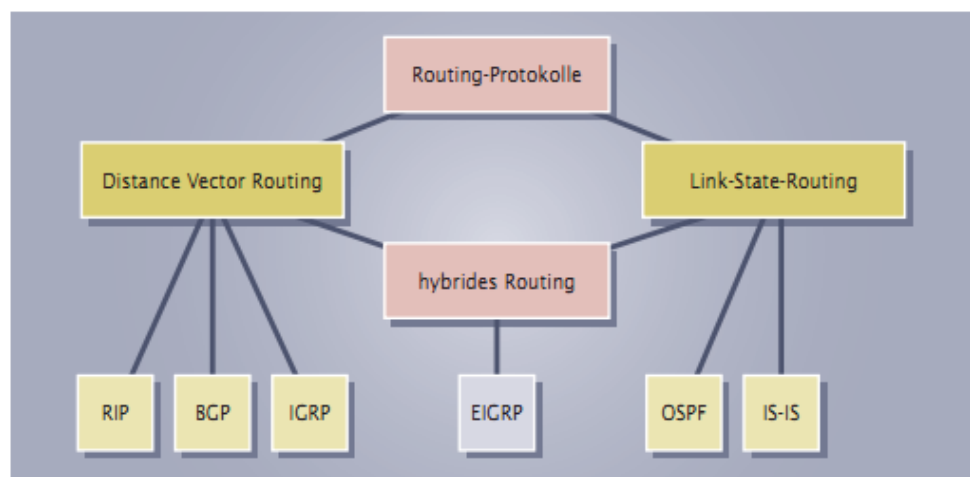 Routing-Protokolle
Distance Vector Routing
Link-State-Routing
hybrides Routing
RIP
BGP
IGRP
EIGRP
OSPF
IS-IS